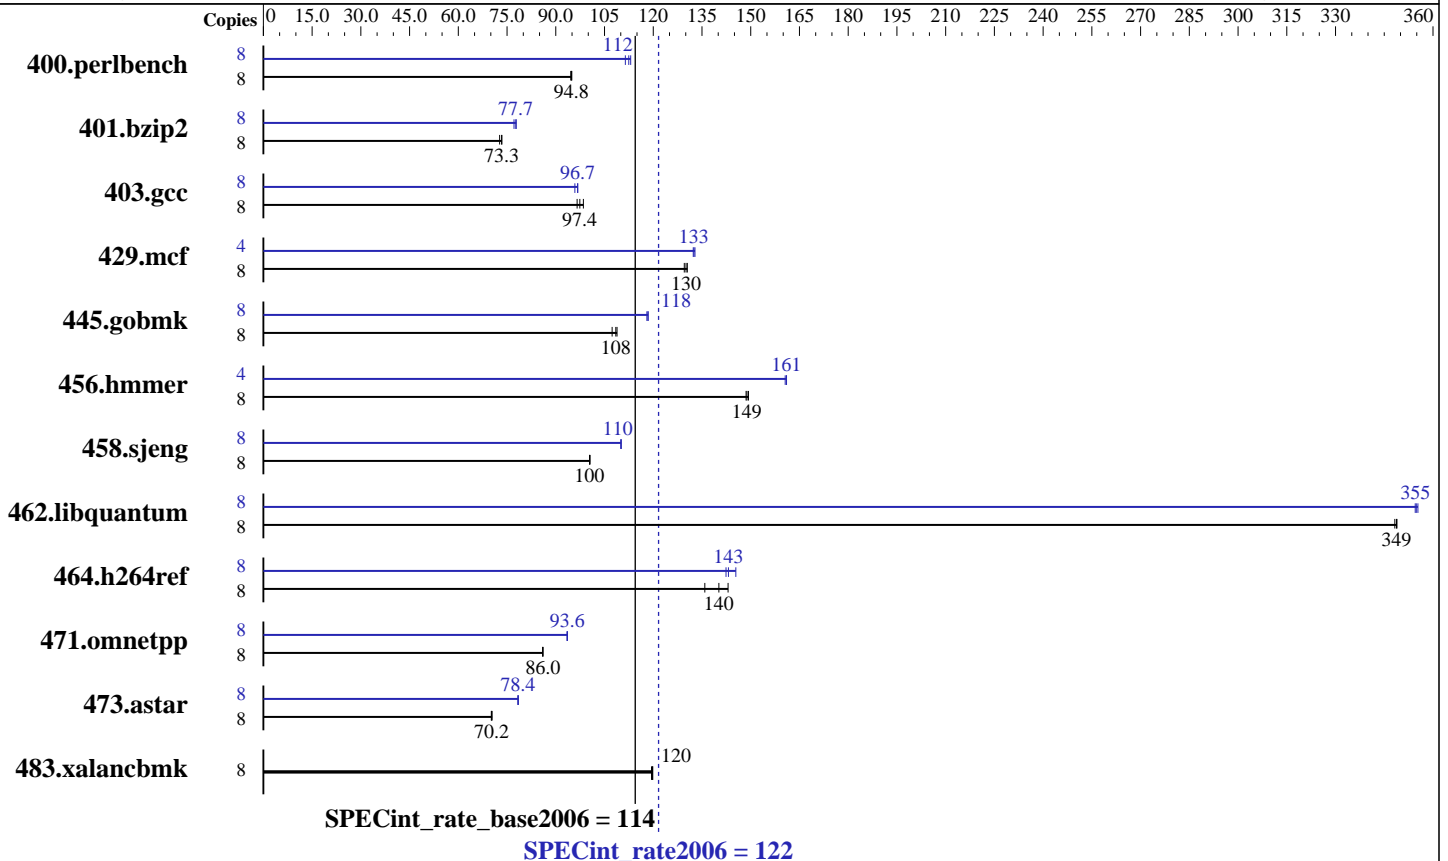 Copies 0 15.0 30.0 45.0 60.0 75.0 90.0 105 120 135 150 165 180 195 210 225 240 255 270 285 300 315 330 360
400.perlbench 8 112
8 94.8
401.bzip2 8 77.7
8 73.3
403.gcc 8 96.7
8 97.4
429.mcf 4 133
8 130
445.gobmk 8 118
8 108
456.hmmer 4 161
8 149
458.sjeng 8 110
8 100
462.libquantum 8 355
8 349
464.h264ref 8 143
8 140
471.omnetpp 8 93.6
8 86.0
473.astar 8 78.4
8 70.2
483.xalancbmk 8 120
SPECint_rate_base2006 = 114
SPECint_rate2006 = 122